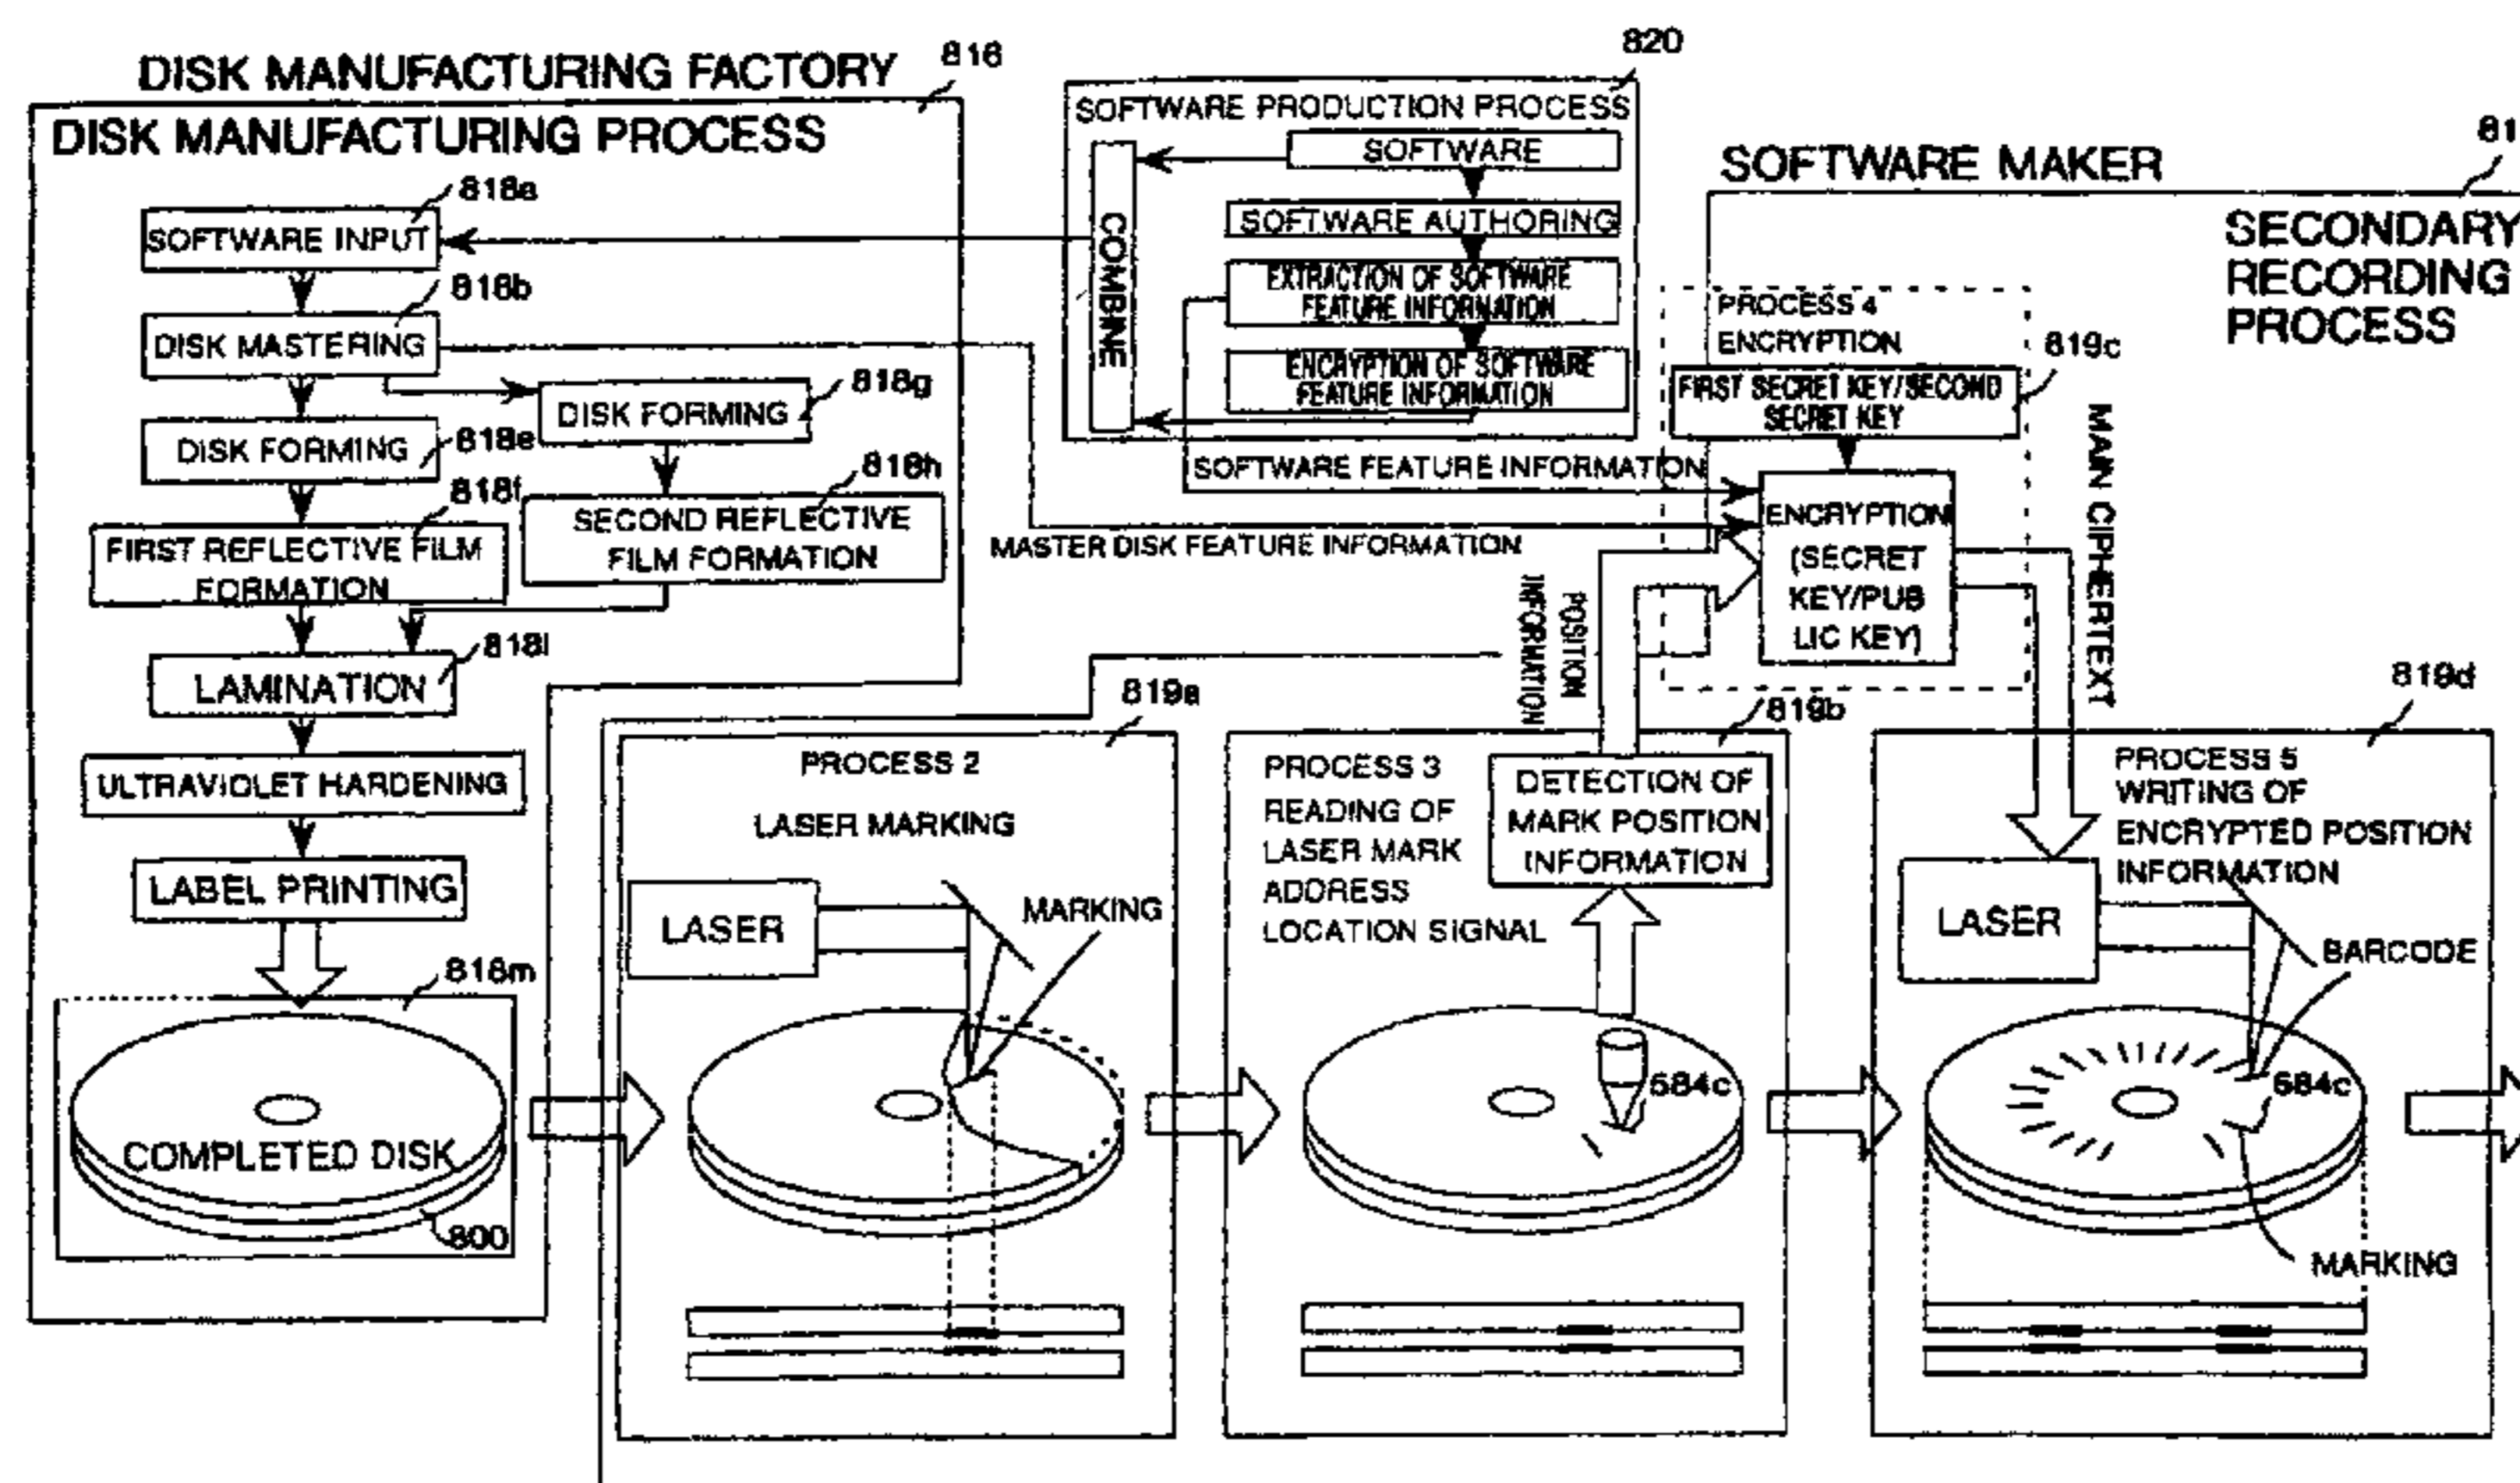 DISK MANUFACTURING FACTORY
816
DISK MANUFACTURING PROCESS
818a
SOFTWARE INPUT
818b
DISK MASTERING
818g
DISK FORMING
DISK FORMING
818e
818f
818h
FIRST REFLECTIVE FILM
FORMATION
SECOND REFLECTIVE
FILM FORMATION
818i
LAMINATION
ULTRAVIOLET HARDENING
LABEL PRINTING
818m
COMPLETED DISK
800
820
SOFTWARE PRODUCTION PROCESS
SOFTWARE
COMBINE
SOFTWARE AUTHORING
EXTRACTION OF SOFTWARE
FEATURE INFORMATION
ENCRYPTION OF SOFTWARE
FEATURE INFORMATION
SOFTWARE FEATURE INFORMATION
MASTER DISK FEATURE INFORMATION
POSITION
INFORMATION
SOFTWARE MAKER
81
SECONDARY
RECORDING
PROCESS
PROCESS 4
ENCRYPTION
819c
FIRST SECRET KEY/SECOND
SECRET KEY
ENCRYPTION
(SECRET
KEY/PUB
LIC KEY)
MAIN CIPHERTEXT
819a
PROCESS 2
LASER MARKING
LASER
MARKING
819b
PROCESS 3
READING OF
LASER MARK
ADDRESS
LOCATION SIGNAL
DETECTION OF
MARK POSITION
INFORMATION
584c
819d
PROCESS 5
WRITING OF
ENCRYPTED POSITION
INFORMATION
LASER
BARCODE
584c
MARKING